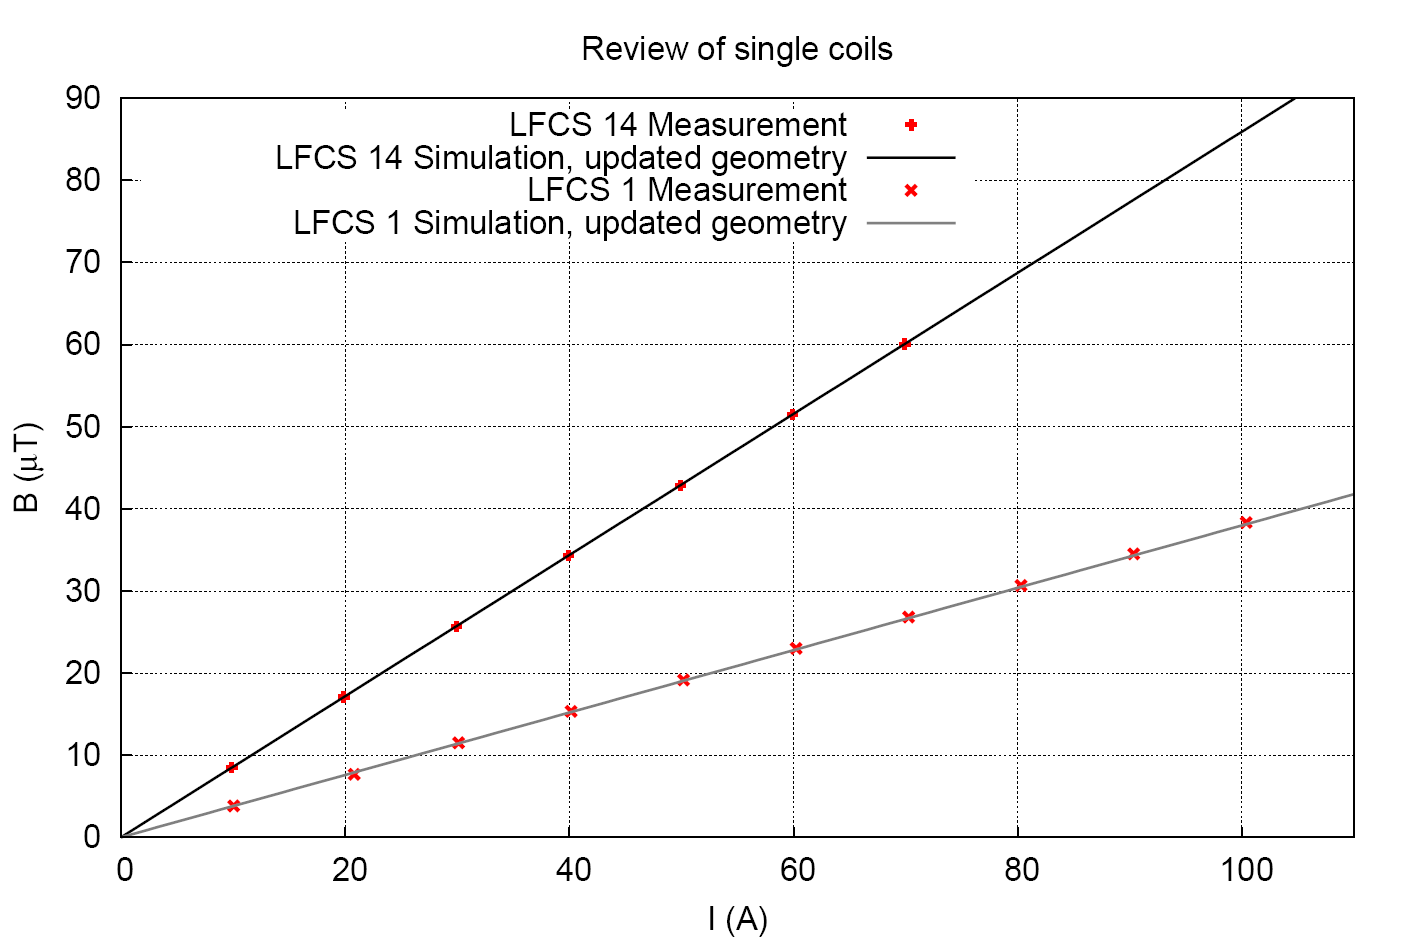 Review of single coils
90
80
70
60
50
40
30
20
10
0
LFCS 14 Measurement
LFCS 14 Simulation, updated geometry
LFCS 1 Measurement
LFCS 1 Simulation, updated geometry
B (μT)
0 20 40 60 80 100
I (A)